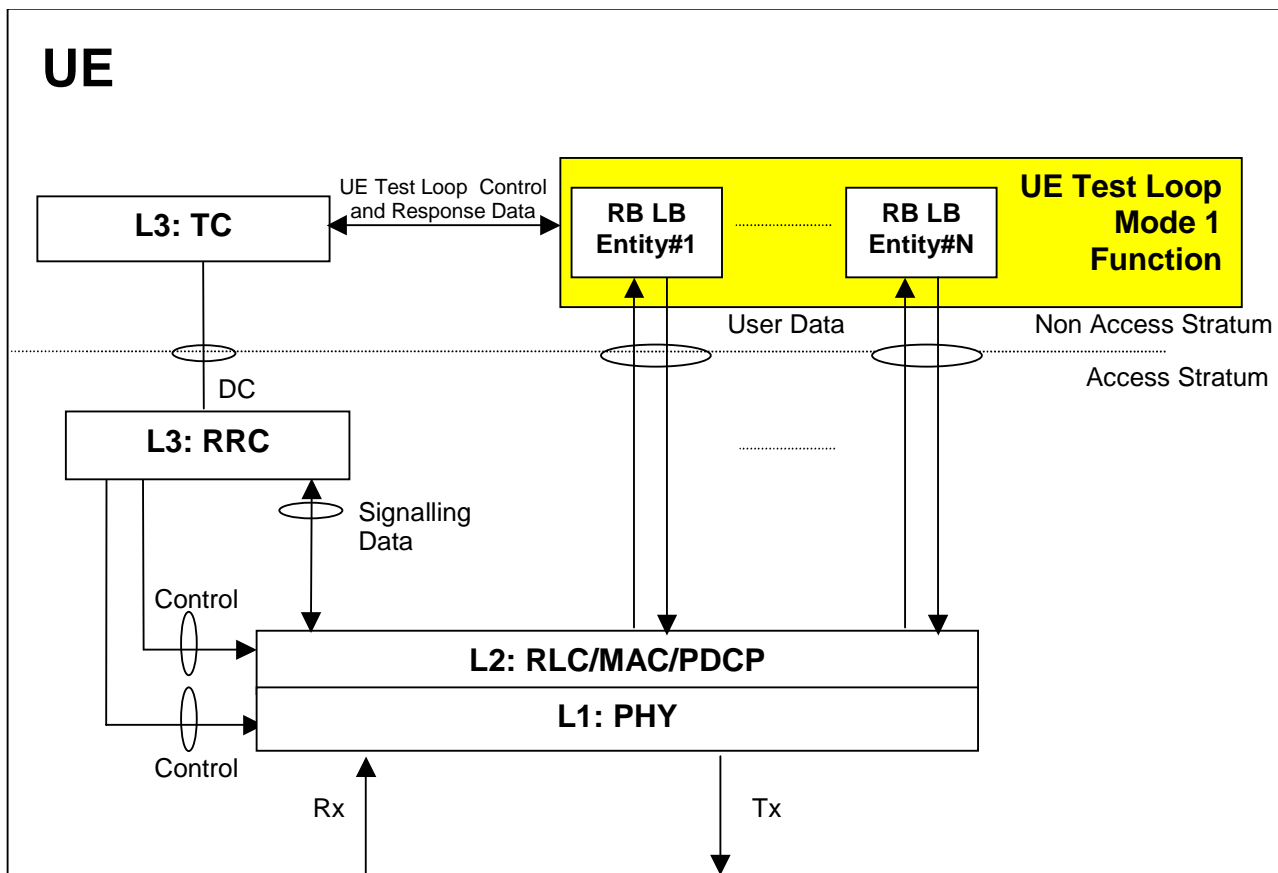 UE
UE Test Loop Control
and Response Data
L3: TC
RB LB
Entity#1
RB LB
Entity#N
UE Test Loop
Mode 1
Function
User Data
Non Access Stratum
Access Stratum
DC
L3: RRC
Signalling
Data
Control
L2: RLC/MAC/PDCP
L1: PHY
Control
Rx
Tx